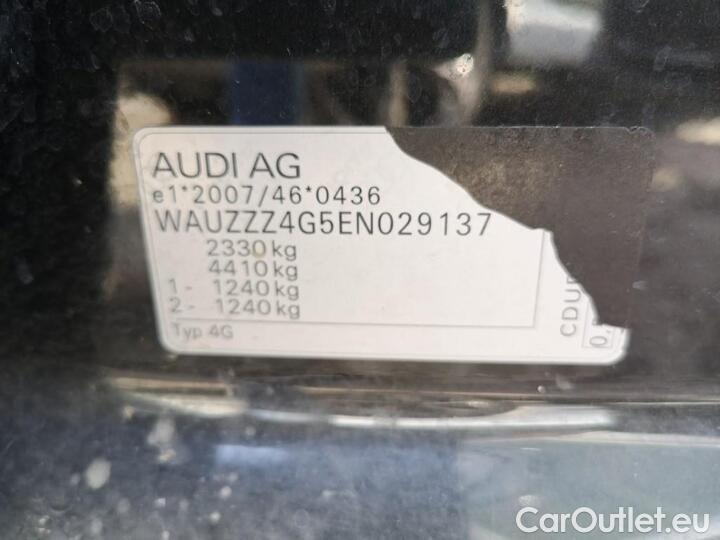 AUDI AG
e1*2007/46*0436
WAUZZZ4G5EN029137
2330 kg
4410 kg
1 - 1240 kg
2 - 1240 kg
Typ 4G
CarOutlet.eu